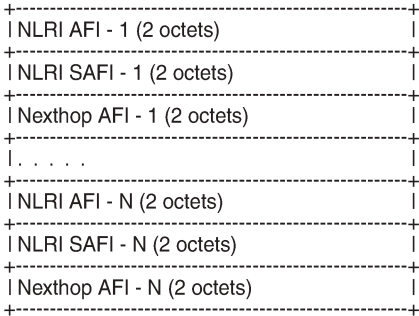 +-----------------------------------------------------------+
| NLRI AFI - 1 (2 octets) |
+-----------------------------------------------------------+
| NLRI SAFI - 1 (2 octets) |
+-----------------------------------------------------------+
| Nexthop AFI - 1 (2 octets) |
+-----------------------------------------------------------+
| . . . . . |
+-----------------------------------------------------------+
| NLRI AFI - N (2 octets) |
+-----------------------------------------------------------+
| NLRI SAFI - N (2 octets) |
+-----------------------------------------------------------+
| Nexthop AFI - N (2 octets) |
+-----------------------------------------------------------+